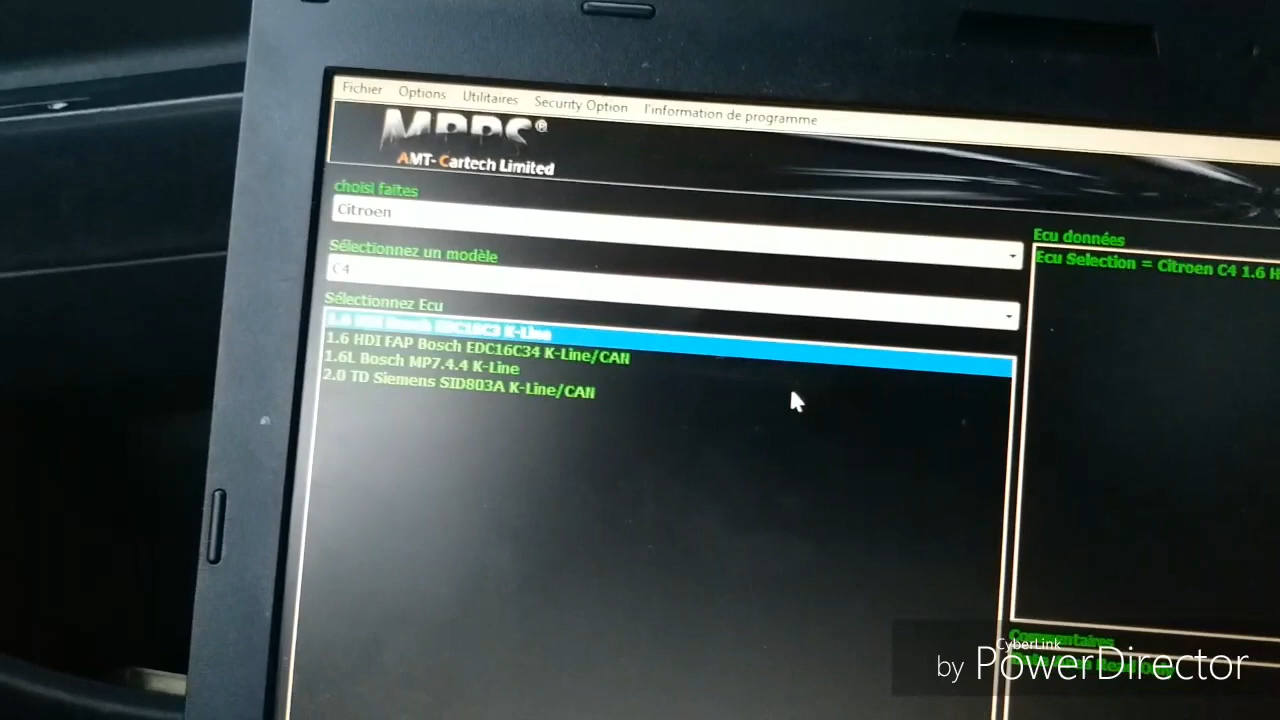 Fichier Options Utilitaires Security Option l'information de programme
MPPS®
AMT- Cartech Limited
choisi faites
Citroen
Sélectionnez un modèle
C4
Sélectionnez Ecu
K-Line
1.6 HDI FAP Bosch EDC16C34 K-Line/CAN
1.6L Bosch MP7.4.4 K-Line
2.0 TD Siemens SID803A K-Line/CAN
Ecu données
Ecu Selection = Citroen C4 1.6 H
Commentaires
CyberLink
by PowerDirector